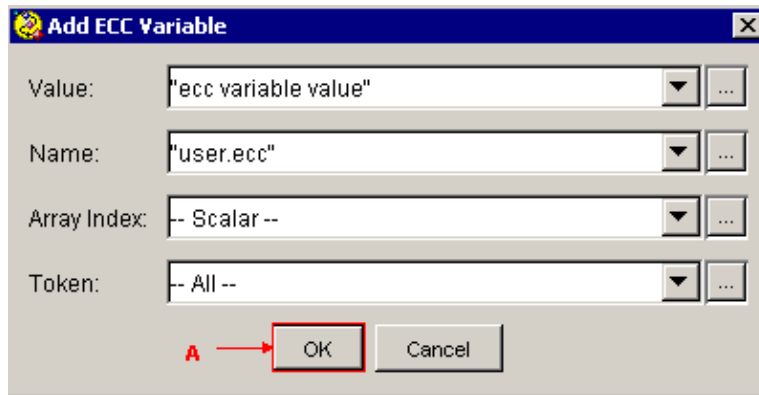 Add ECC Variable
Value: "ecc variable value" ...
Name: "user.ecc" ...
Array Index: -- Scalar -- ...
Token: -- All -- ...
A OK Cancel